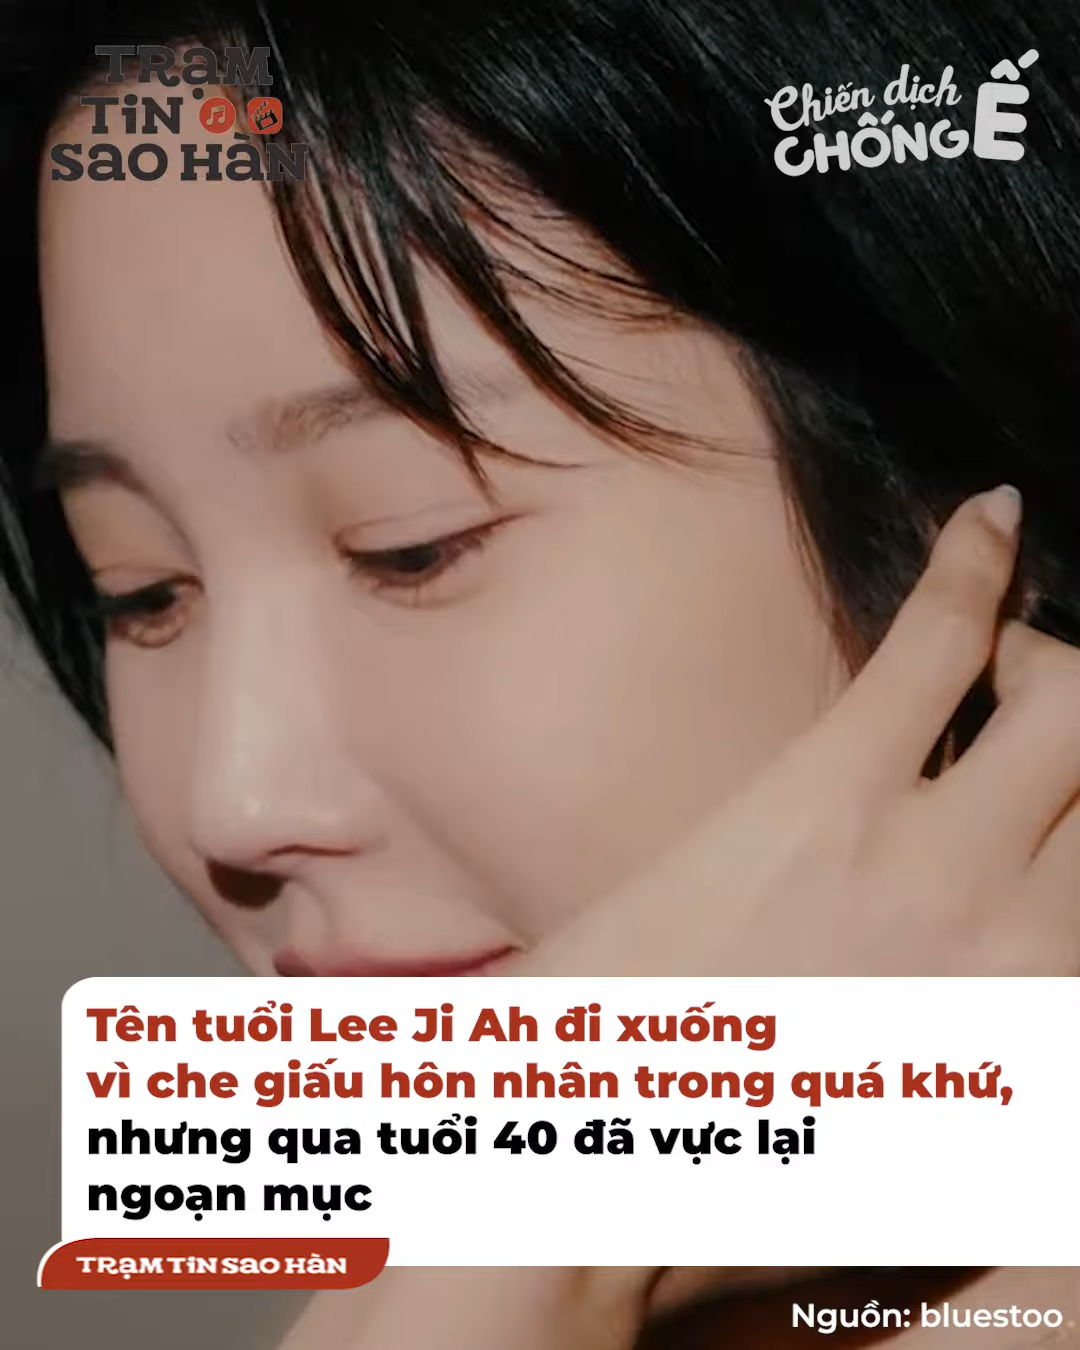 TRẠM
TIN
SAO HÀN
Chiến dịch
CHỐNG Ế
Tên tuổi Lee Ji Ah đi xuống
vì che giấu hôn nhân trong quá khứ,
nhưng qua tuổi 40 đã vực lại
ngoạn mục
TRẠM TIN SAO HÀN
Nguồn: bluestoo